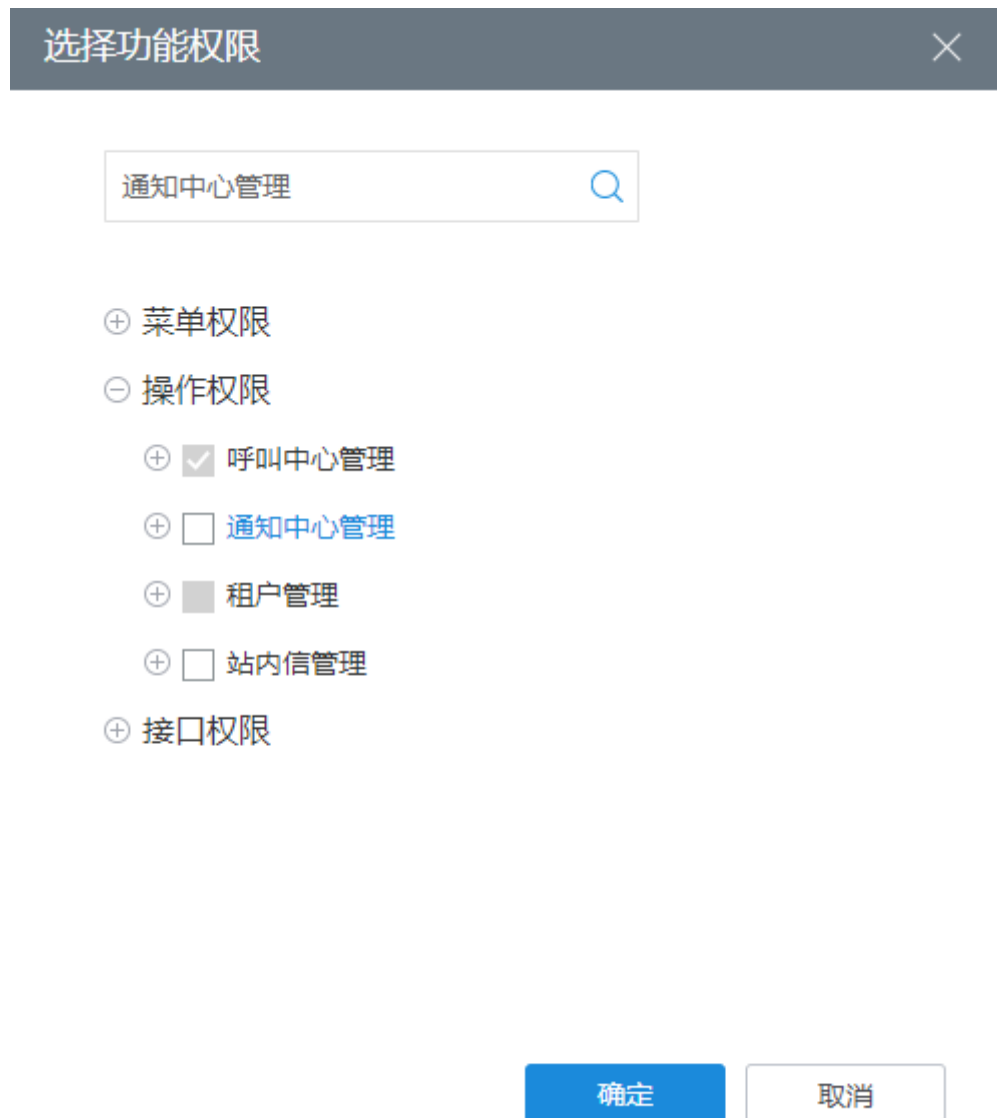 选择功能权限
通知中心管理
菜单权限
操作权限
呼叫中心管理
通知中心管理
租户管理
站内信管理
接口权限
确定 取消